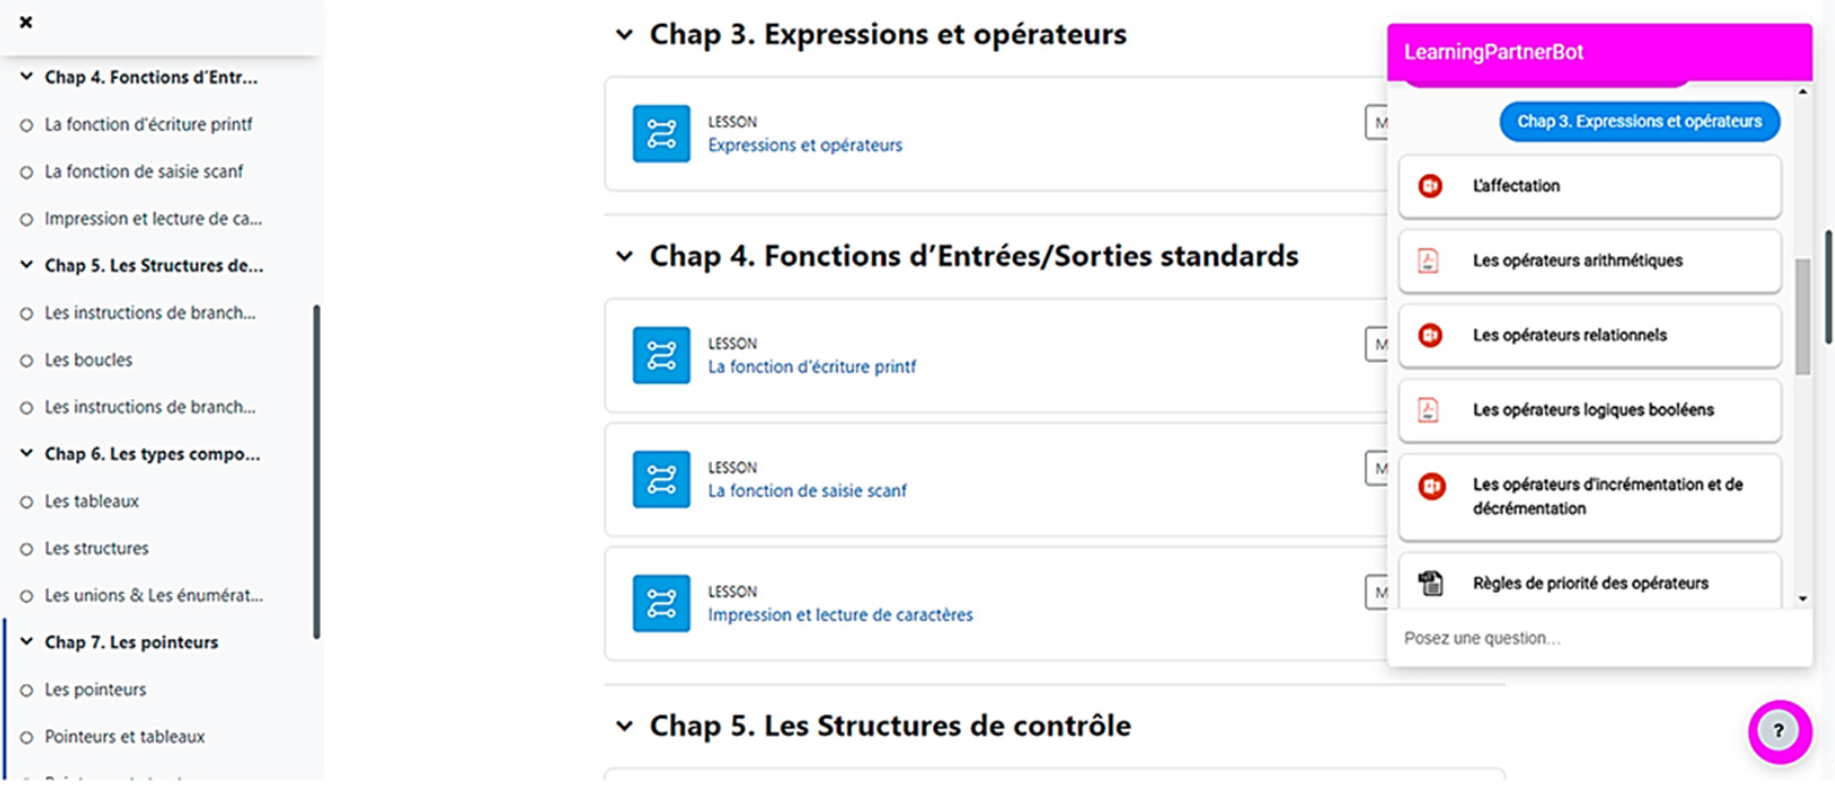 Chap 4. Fonctions d'Entr...
La fonction d'écriture printf
La fonction de saisie scanf
Impression et lecture de ca...
Chap 5. Les Structures de...
Les instructions de branch...
Les boucles
Les instructions de branch...
Chap 6. Les types compo...
Les tableaux
Les structures
Les unions & Les énumérat...
Chap 7. Les pointeurs
Les pointeurs
Pointeurs et tableaux
Chap 3. Expressions et opérateurs
LESSON
Expressions et opérateurs
M
Chap 4. Fonctions d’Entrées/Sorties standards
LESSON
La fonction d'écriture printf
M
LESSON
La fonction de saisie scanf
M
LESSON
Impression et lecture de caractères
M
Chap 5. Les Structures de contrôle
LearningPartnerBot
Chap 3. Expressions et opérateurs
L'affectation
Les opérateurs arithmétiques
Les opérateurs relationnels
Les opérateurs logiques booléens
Les opérateurs d'incrémentation et de
décrémentation
Règles de priorité des opérateurs
Posez une question...
?